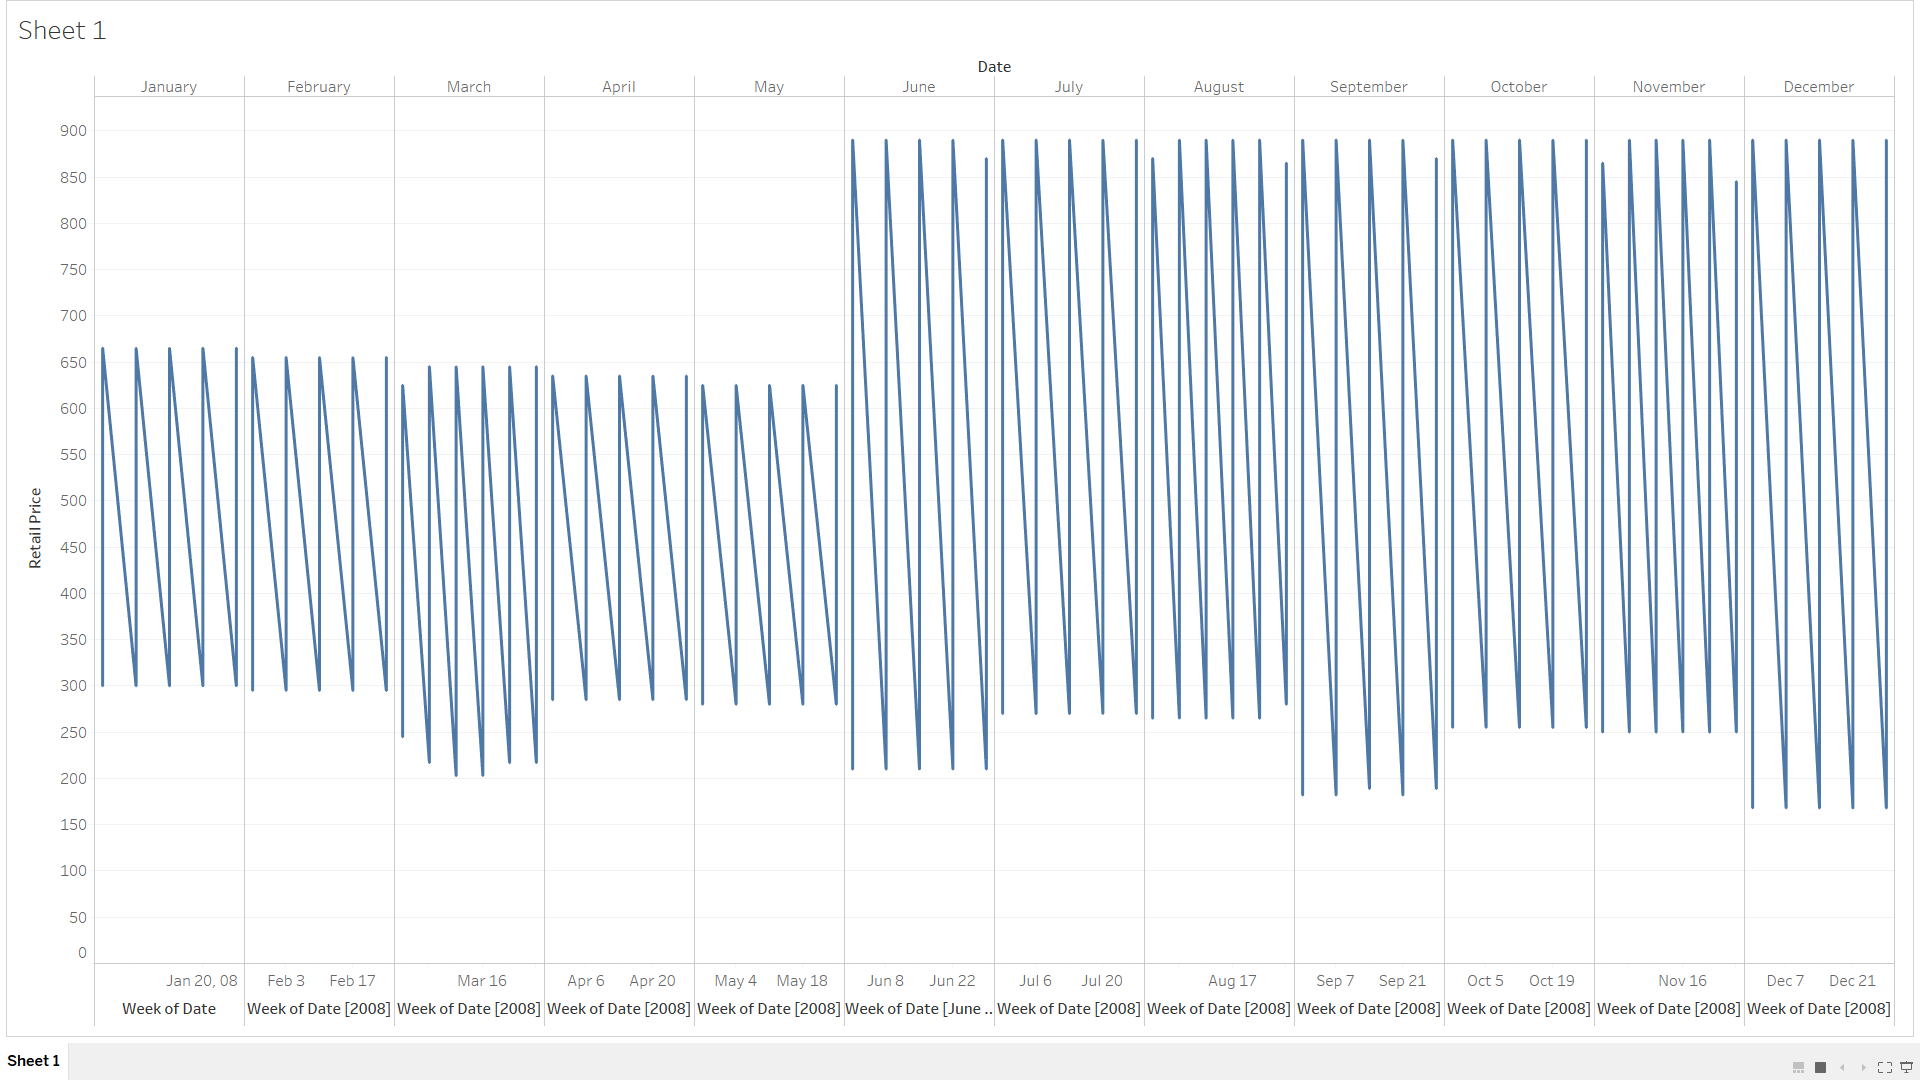 Sheet 1
Date
January February March April May June July August September October November December
900
850
800
750
700
650
600
550
500
450
400
350
300
250
200
150
100
50
0
Retail Price
Jan 20, 08 Feb 3 Feb 17 Mar 16 Apr 6 Apr 20 May 4 May 18 Jun 8 Jun 22 Jul 6 Jul 20 Aug 17 Sep 7 Sep 21 Oct 5 Oct 19 Nov 16 Dec 7 Dec 21
Week of Date Week of Date [2008] Week of Date [2008] Week of Date [2008] Week of Date [2008] Week of Date [June .. Week of Date [2008] Week of Date [2008] Week of Date [2008] Week of Date [2008] Week of Date [2008] Week of Date [2008]
Sheet 1